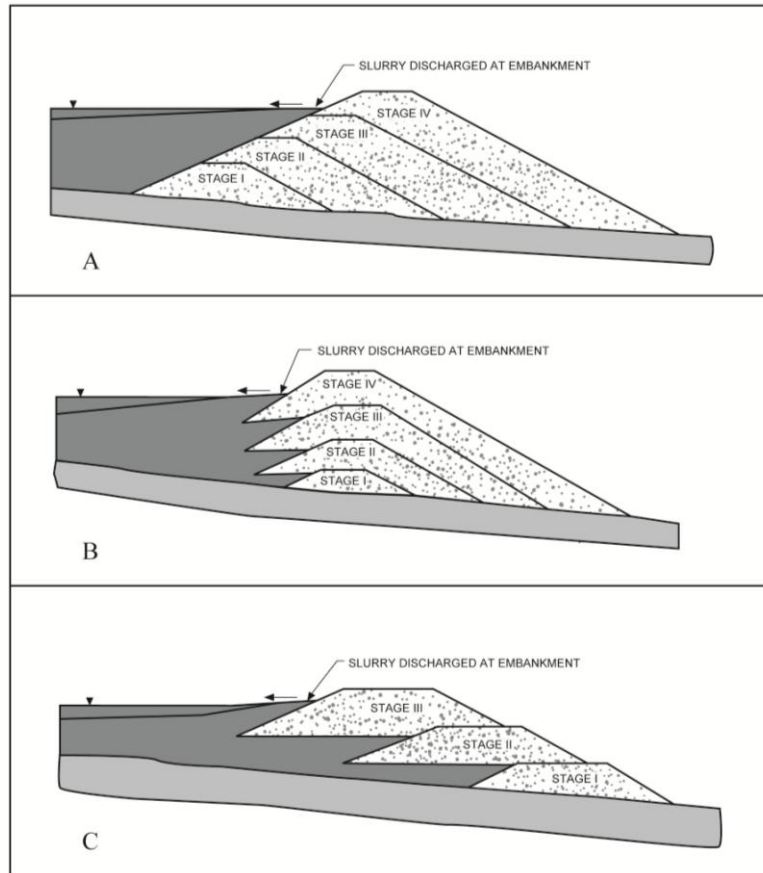 SLURRY DISCHARGED AT EMBANKMENT
STAGE IV
STAGE III
STAGE II
STAGE I
A
SLURRY DISCHARGED AT EMBANKMENT
STAGE IV
STAGE III
STAGE II
STAGE I
B
SLURRY DISCHARGED AT EMBANKMENT
STAGE III
STAGE II
STAGE I
C